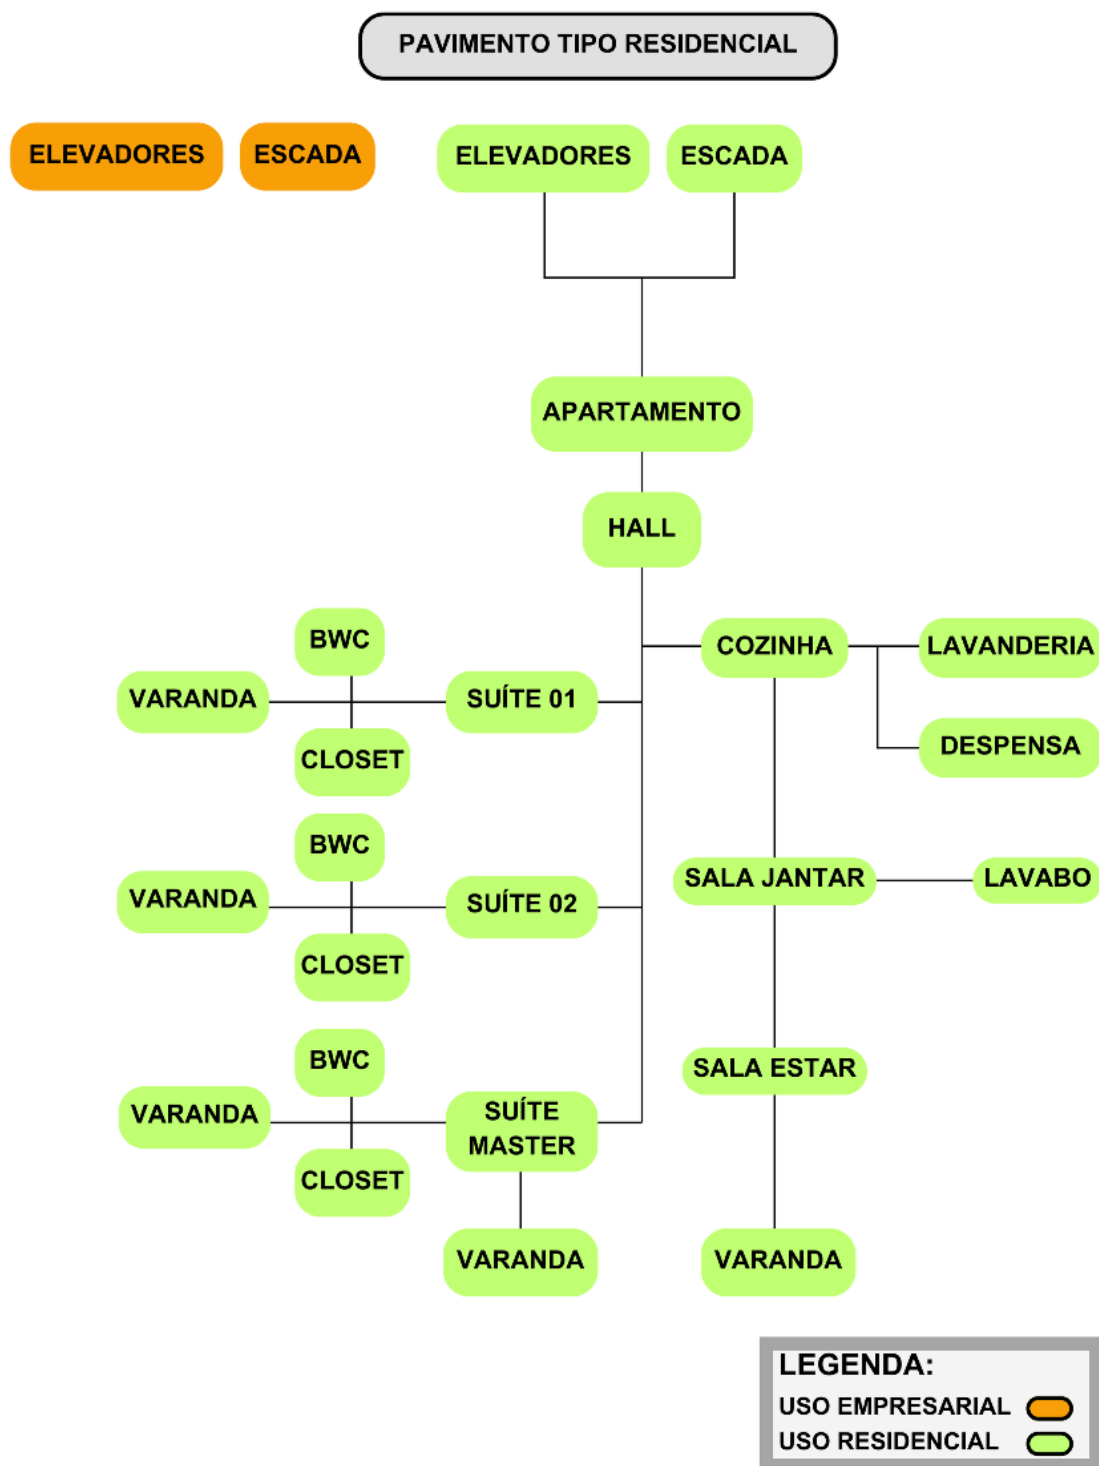 PAVIMENTO TIPO RESIDENCIAL
ELEVADORES
ESCADA
ELEVADORES
ESCADA
APARTAMENTO
HALL
BWC
VARANDA
SUÍTE 01
CLOSET
COZINHA
LAVANDERIA
DESPENSA
BWC
VARANDA
SUÍTE 02
CLOSET
SALA JANTAR
LAVABO
BWC
VARANDA
SUÍTE
MASTER
CLOSET
VARANDA
SALA ESTAR
VARANDA
LEGENDA:
USO EMPRESARIAL
USO RESIDENCIAL